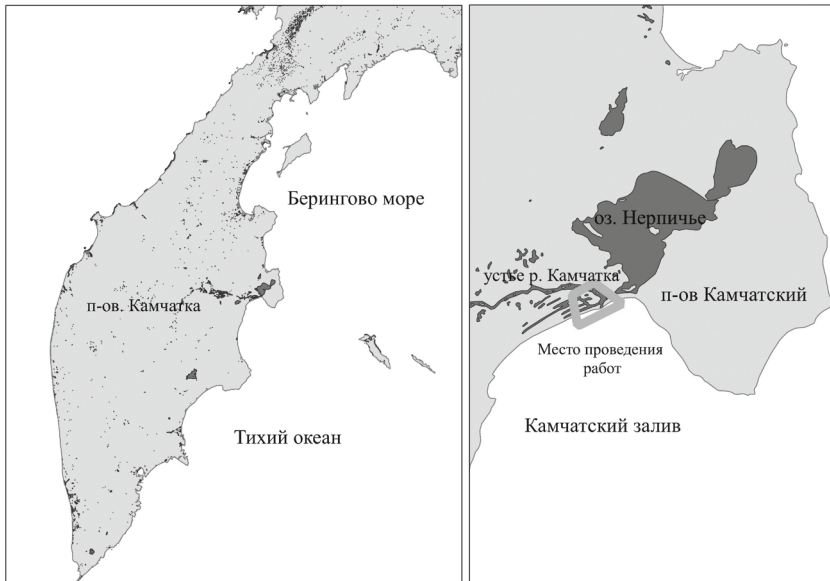 Берингово море
п-ов. Камчатка
Тихий океан
оз. Нерпичье
устье р. Камчатка
п-ов Камчатский
Место проведения
работ
Камчатский залив